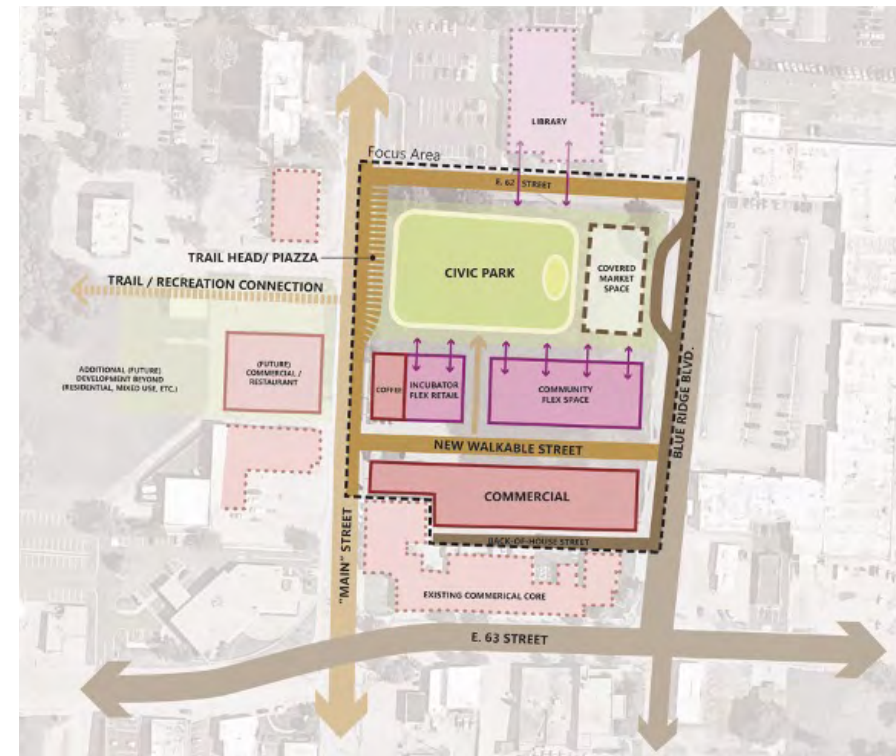 LIBRARY
Focus Area
E. 62 STREET
TRAIL HEAD/ PIAZZA
TRAIL / RECREATION CONNECTION
CIVIC PARK
COVERED
MARKET
SPACE
ADDITIONAL (FUTURE)
DEVELOPMENT BEYOND
(RESIDENTIAL, MIXED USE, ETC.)
(FUTURE)
COMMERCIAL /
RESTAURANT
COFFEE
INCUBATOR
FLEX RETAIL
COMMUNITY
FLEX SPACE
BLUE RIDGE BLVD.
NEW WALKABLE STREET
COMMERCIAL
"MAIN" STREET
BACK-OF-HOUSE STREET
EXISTING COMMERICAL CORE
E. 63 STREET